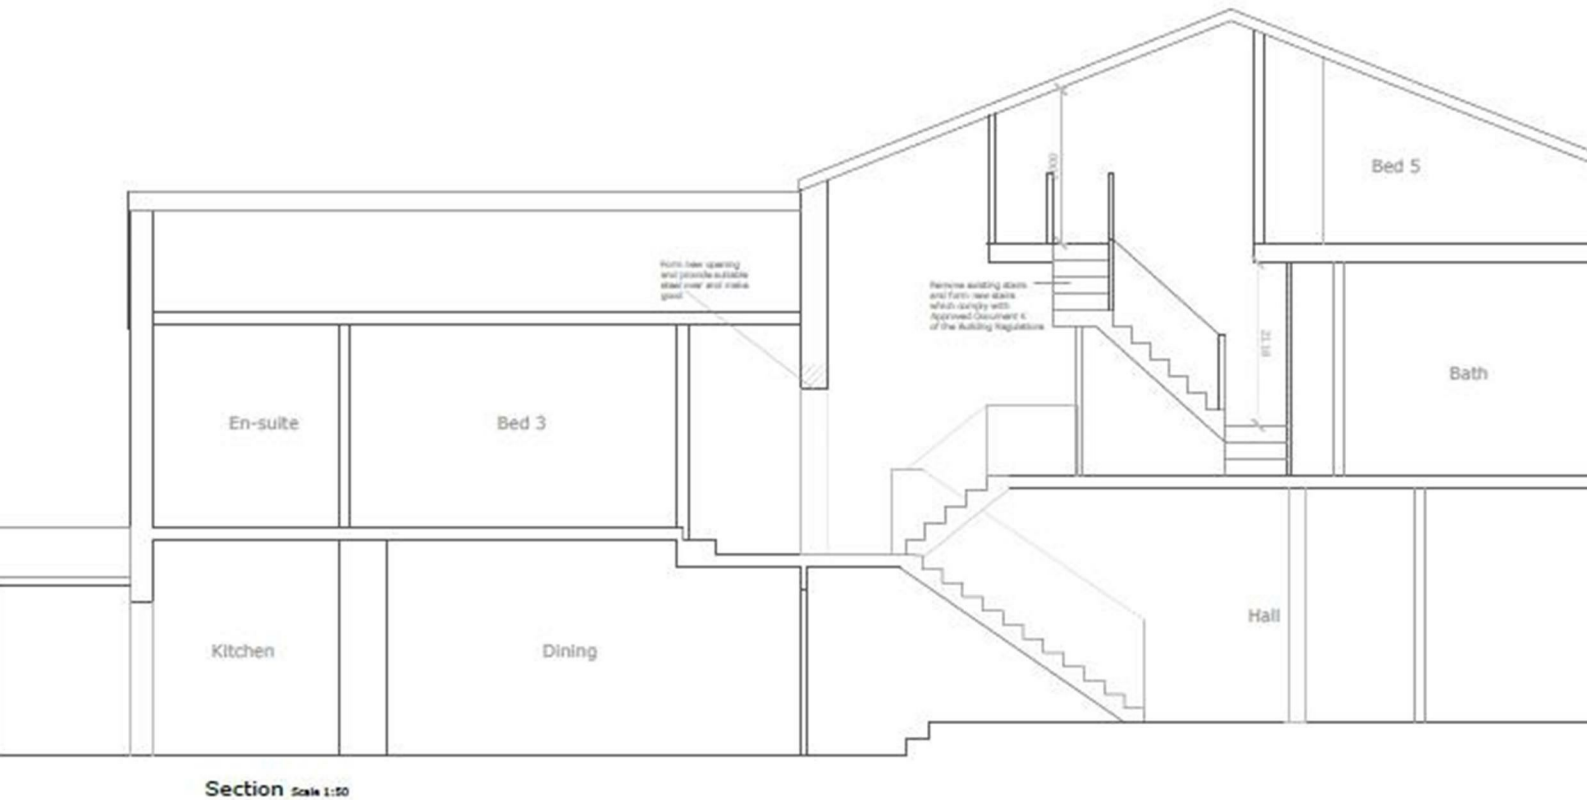 Bed 5
Form new opening
and provide suitable
steel over and make
good
Remove existing stairs
and form new stairs
which comply with
Approved Document K
of the Building Regulations
Bath
En-suite
Bed 3
Hall
Kitchen
Dining
Section Scale 1:50